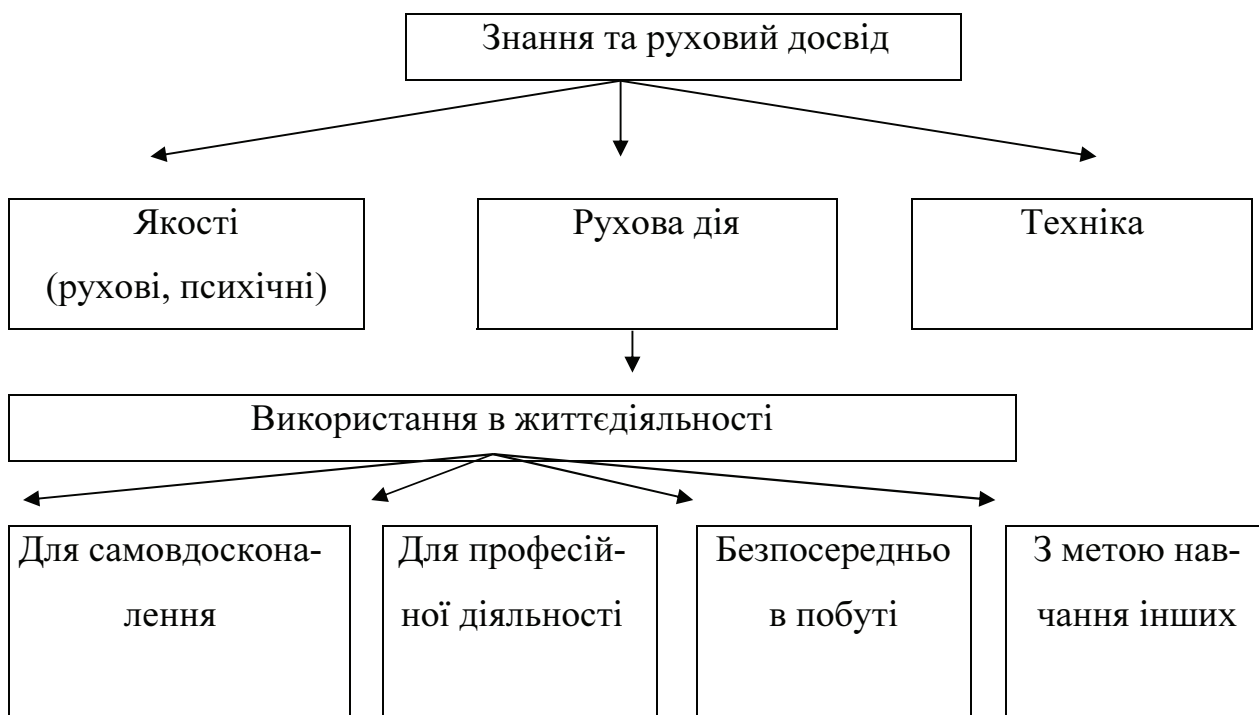 Знання та руховий досвід
Якості
(рухові, психічні)
Рухова дія
Техніка
Використання в життєдіяльності
Для самовдоскона-
лення
Для професій-
ної діяльності
Безпосередньо
в побуті
З метою нав-
чання інших